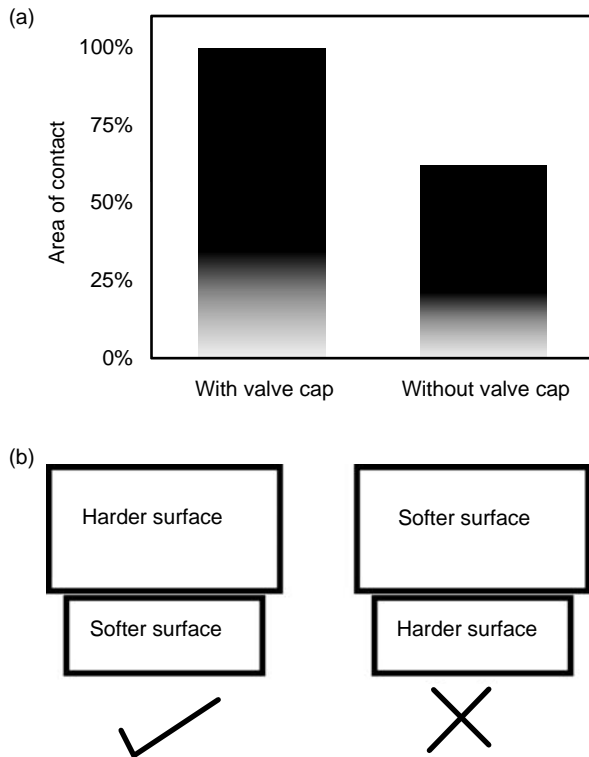 (a)
100%
75%
50%
25%
0%
Area of contact
With valve cap
Without valve cap
(b)
Harder surface
Softer surface
Softer surface
Harder surface